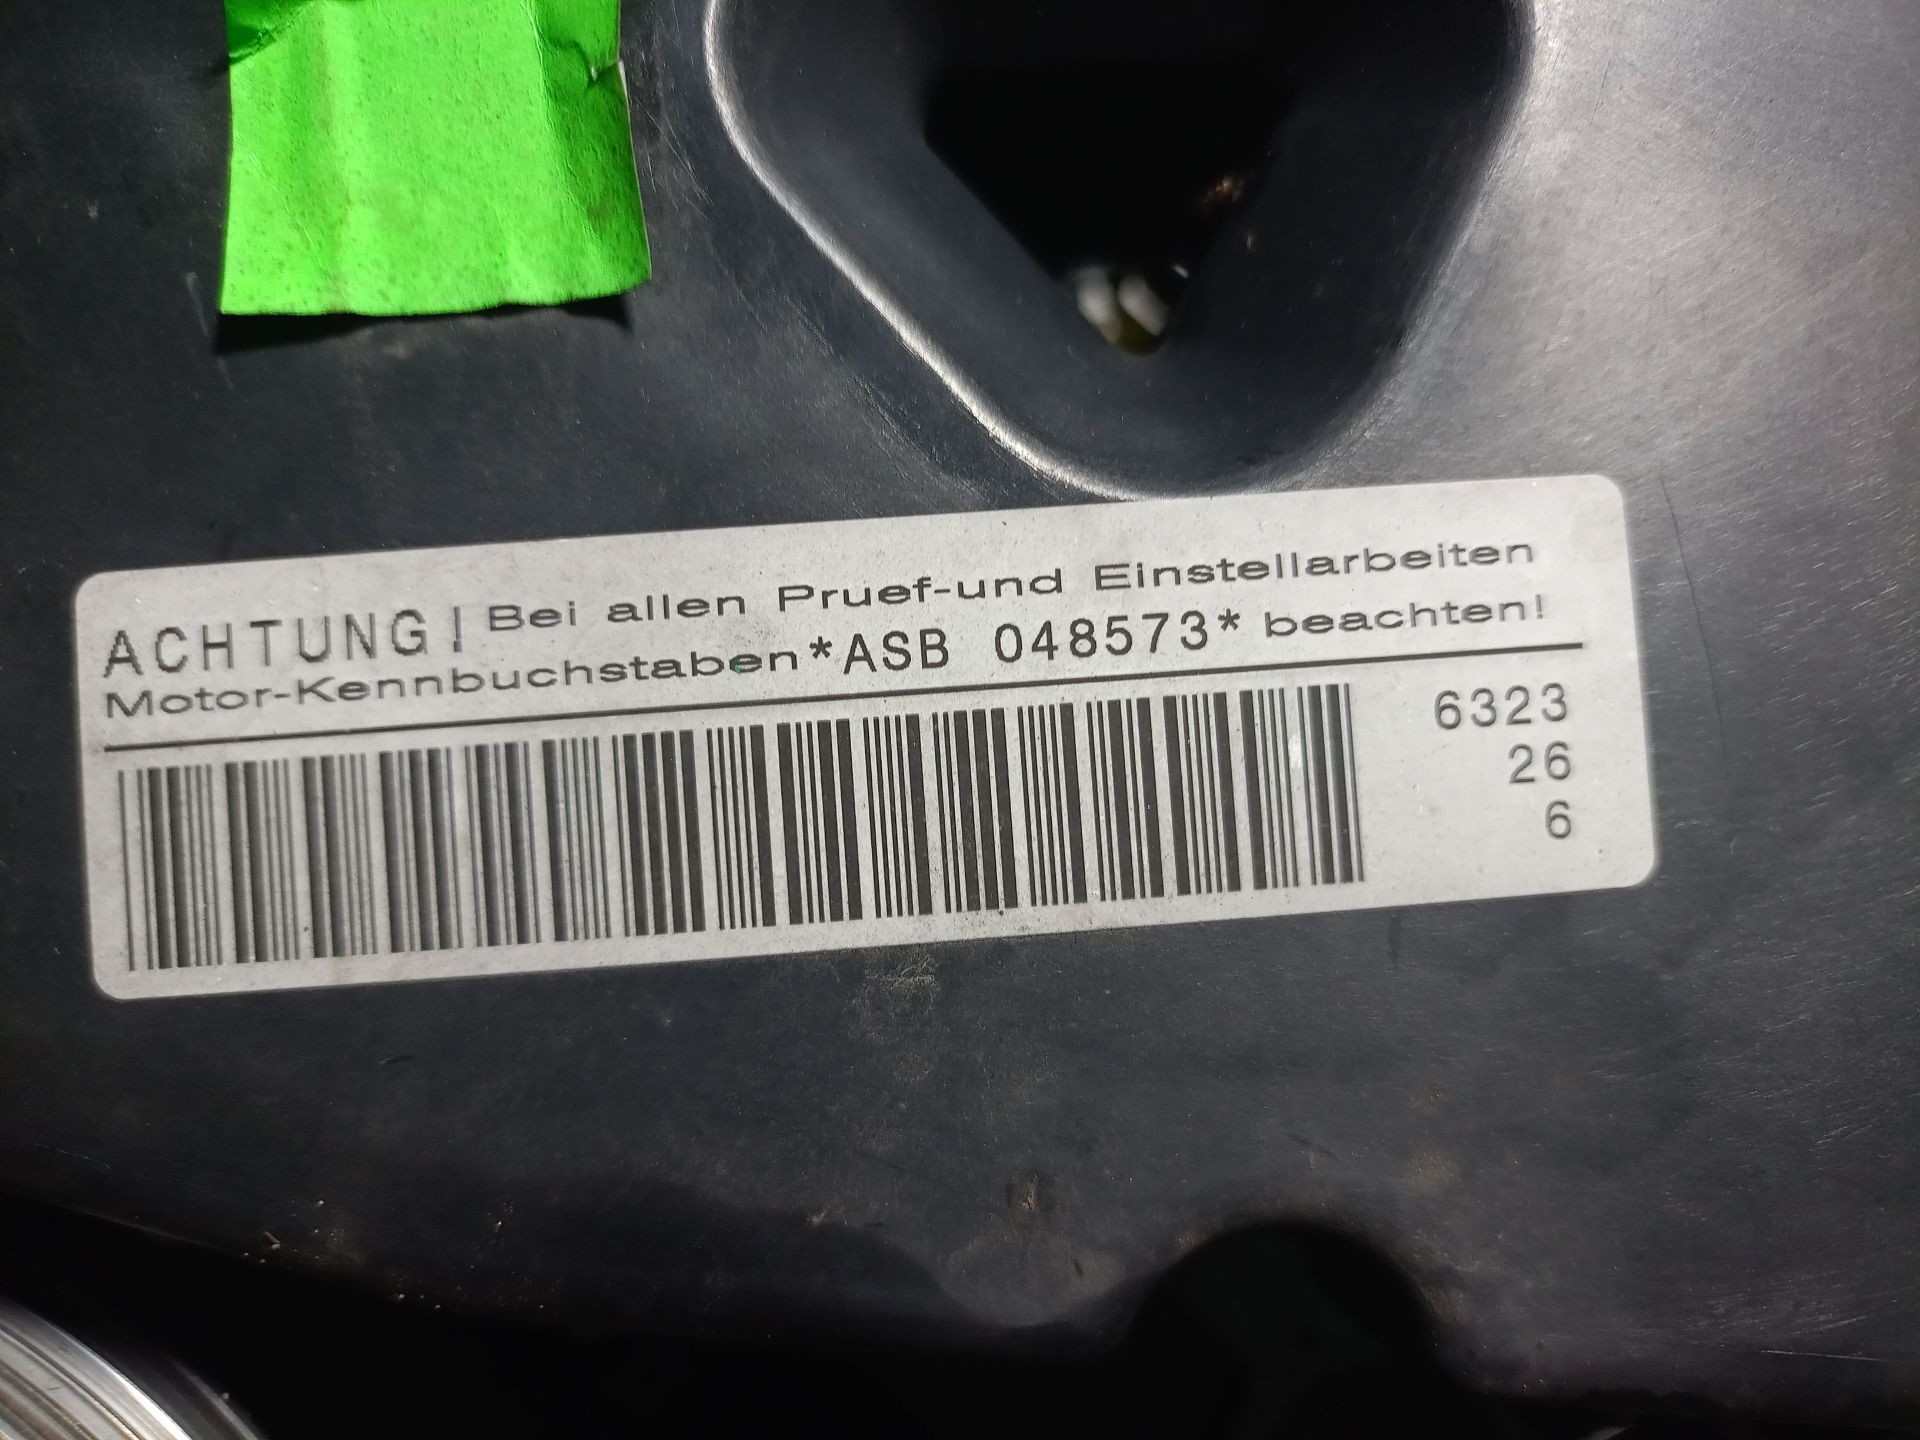 ACHTUNG! Bei allen Pruef-und Einstellarbeiten
Motor-Kennbuchstaben *ASB 048573* beachten!
6323
26
6